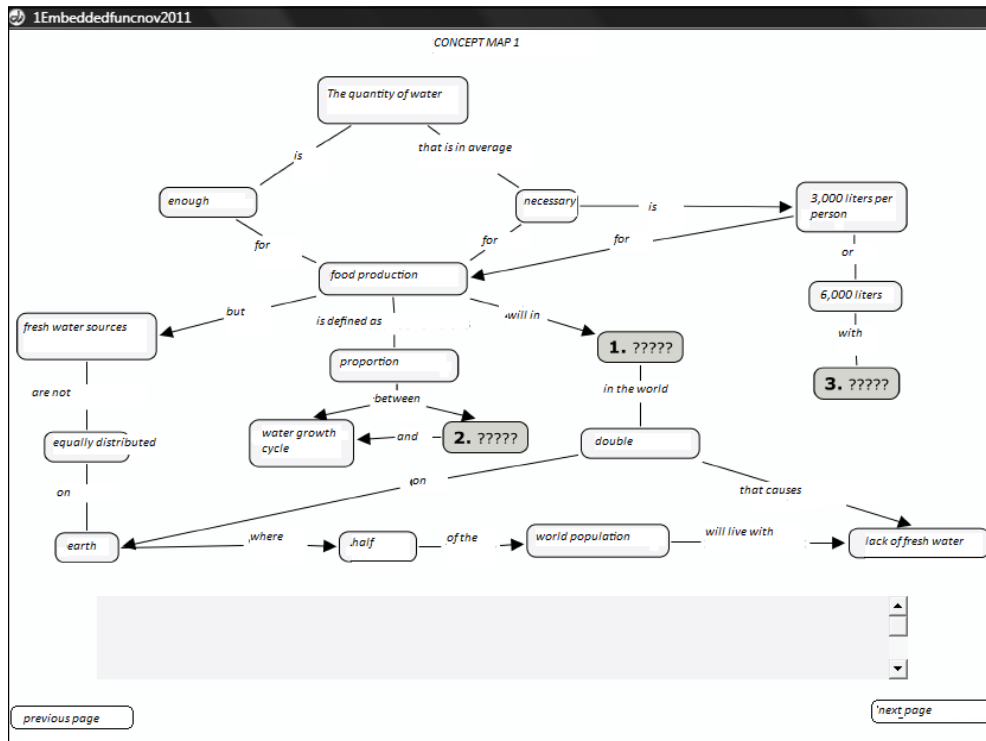 1Embeddedfuncnov2011
CONCEPT MAP 1
The quantity of water
is
that is in average
enough
necessary
is
3,000 liters per
person
for
for
for
or
food production
6,000 liters
but
is defined as
will in
with
fresh water sources
1. ?????
proportion
3. ?????
are not
between
in the world
water growth
cycle
and
2. ?????
equally distributed
double
on
on
that causes
earth
where
half
of the
world population
will live with
lack of fresh water
previous page
next page